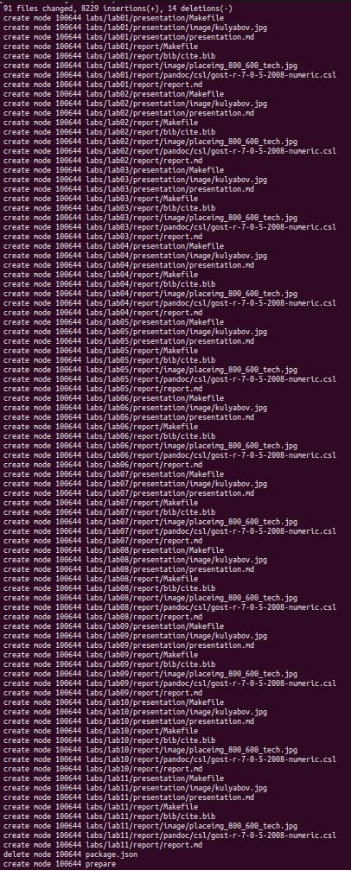 91 files changed, 8229 insertions(+), 14 deletions(-)
create mode 100644 labs/lab01/presentation/Makefile
create mode 100644 labs/lab01/presentation/image/kulyabov.jpg
create mode 100644 labs/lab01/presentation/presentation.md
create mode 100644 labs/lab01/report/Makefile
create mode 100644 labs/lab01/report/bib/cite.bib
create mode 100644 labs/lab01/report/image/placeimg_800_600_tech.jpg
create mode 100644 labs/lab01/report/pandoc/csl/gost-r-7-0-5-2008-numeric.csl
create mode 100644 labs/lab01/report/report.md
create mode 100644 labs/lab02/presentation/Makefile
create mode 100644 labs/lab02/presentation/image/kulyabov.jpg
create mode 100644 labs/lab02/presentation/presentation.md
create mode 100644 labs/lab02/report/Makefile
create mode 100644 labs/lab02/report/bib/cite.bib
create mode 100644 labs/lab02/report/image/placeimg_800_600_tech.jpg
create mode 100644 labs/lab02/report/pandoc/csl/gost-r-7-0-5-2008-numeric.csl
create mode 100644 labs/lab02/report/report.md
create mode 100644 labs/lab03/presentation/Makefile
create mode 100644 labs/lab03/presentation/image/kulyabov.jpg
create mode 100644 labs/lab03/presentation/presentation.md
create mode 100644 labs/lab03/report/Makefile
create mode 100644 labs/lab03/report/bib/cite.bib
create mode 100644 labs/lab03/report/image/placeimg_800_600_tech.jpg
create mode 100644 labs/lab03/report/pandoc/csl/gost-r-7-0-5-2008-numeric.csl
create mode 100644 labs/lab03/report/report.md
create mode 100644 labs/lab04/presentation/Makefile
create mode 100644 labs/lab04/presentation/image/kulyabov.jpg
create mode 100644 labs/lab04/presentation/presentation.md
create mode 100644 labs/lab04/report/Makefile
create mode 100644 labs/lab04/report/bib/cite.bib
create mode 100644 labs/lab04/report/image/placeimg_800_600_tech.jpg
create mode 100644 labs/lab04/report/pandoc/csl/gost-r-7-0-5-2008-numeric.csl
create mode 100644 labs/lab04/report/report.md
create mode 100644 labs/lab05/presentation/Makefile
create mode 100644 labs/lab05/presentation/image/kulyabov.jpg
create mode 100644 labs/lab05/presentation/presentation.md
create mode 100644 labs/lab05/report/Makefile
create mode 100644 labs/lab05/report/bib/cite.bib
create mode 100644 labs/lab05/report/image/placeimg_800_600_tech.jpg
create mode 100644 labs/lab05/report/pandoc/csl/gost-r-7-0-5-2008-numeric.csl
create mode 100644 labs/lab05/report/report.md
create mode 100644 labs/lab06/presentation/Makefile
create mode 100644 labs/lab06/presentation/image/kulyabov.jpg
create mode 100644 labs/lab06/presentation/presentation.md
create mode 100644 labs/lab06/report/Makefile
create mode 100644 labs/lab06/report/bib/cite.bib
create mode 100644 labs/lab06/report/image/placeimg_800_600_tech.jpg
create mode 100644 labs/lab06/report/pandoc/csl/gost-r-7-0-5-2008-numeric.csl
create mode 100644 labs/lab06/report/report.md
create mode 100644 labs/lab07/presentation/Makefile
create mode 100644 labs/lab07/presentation/image/kulyabov.jpg
create mode 100644 labs/lab07/presentation/presentation.md
create mode 100644 labs/lab07/report/Makefile
create mode 100644 labs/lab07/report/bib/cite.bib
create mode 100644 labs/lab07/report/image/placeimg_800_600_tech.jpg
create mode 100644 labs/lab07/report/pandoc/csl/gost-r-7-0-5-2008-numeric.csl
create mode 100644 labs/lab07/report/report.md
create mode 100644 labs/lab08/presentation/Makefile
create mode 100644 labs/lab08/presentation/image/kulyabov.jpg
create mode 100644 labs/lab08/presentation/presentation.md
create mode 100644 labs/lab08/report/Makefile
create mode 100644 labs/lab08/report/bib/cite.bib
create mode 100644 labs/lab08/report/image/placeimg_800_600_tech.jpg
create mode 100644 labs/lab08/report/pandoc/csl/gost-r-7-0-5-2008-numeric.csl
create mode 100644 labs/lab08/report/report.md
create mode 100644 labs/lab09/presentation/Makefile
create mode 100644 labs/lab09/presentation/image/kulyabov.jpg
create mode 100644 labs/lab09/presentation/presentation.md
create mode 100644 labs/lab09/report/Makefile
create mode 100644 labs/lab09/report/bib/cite.bib
create mode 100644 labs/lab09/report/image/placeimg_800_600_tech.jpg
create mode 100644 labs/lab09/report/pandoc/csl/gost-r-7-0-5-2008-numeric.csl
create mode 100644 labs/lab09/report/report.md
create mode 100644 labs/lab10/presentation/Makefile
create mode 100644 labs/lab10/presentation/image/kulyabov.jpg
create mode 100644 labs/lab10/presentation/presentation.md
create mode 100644 labs/lab10/report/Makefile
create mode 100644 labs/lab10/report/bib/cite.bib
create mode 100644 labs/lab10/report/image/placeimg_800_600_tech.jpg
create mode 100644 labs/lab10/report/pandoc/csl/gost-r-7-0-5-2008-numeric.csl
create mode 100644 labs/lab10/report/report.md
create mode 100644 labs/lab11/presentation/Makefile
create mode 100644 labs/lab11/presentation/image/kulyabov.jpg
create mode 100644 labs/lab11/presentation/presentation.md
create mode 100644 labs/lab11/report/Makefile
create mode 100644 labs/lab11/report/bib/cite.bib
create mode 100644 labs/lab11/report/image/placeimg_800_600_tech.jpg
create mode 100644 labs/lab11/report/pandoc/csl/gost-r-7-0-5-2008-numeric.csl
create mode 100644 labs/lab11/report/report.md
delete mode 100644 package.json
create mode 100644 prepare